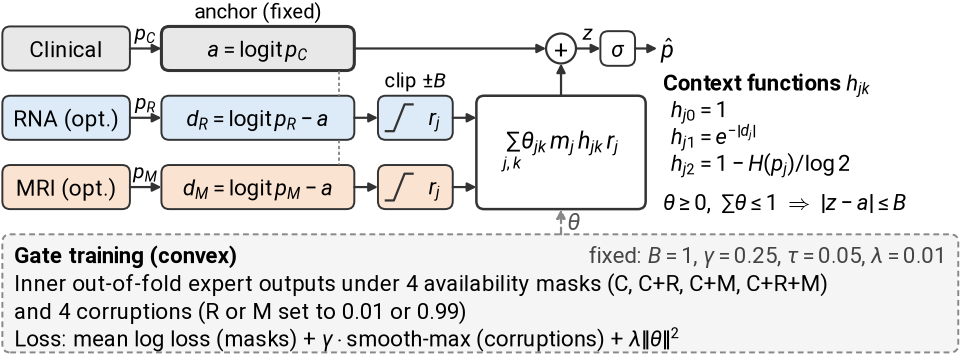 anchor (fixed)
Clinical
p_C
a = logit p_C
+
z
σ
p̂
clip ±B
RNA (opt.)
p_R
d_R = logit p_R − a
r_j
MRI (opt.)
p_M
d_M = logit p_M − a
r_j
∑ θ_jk m_j h_jk r_j
j, k
θ
Context functions h_jk
h_j0 = 1
h_j1 = e^−|d_j|
h_j2 = 1 − H(p_j)/log 2
θ ≥ 0, ∑θ ≤ 1 ⇒ |z − a| ≤ B
Gate training (convex)
fixed: B = 1, γ = 0.25, τ = 0.05, λ = 0.01
Inner out-of-fold expert outputs under 4 availability masks (C, C+R, C+M, C+R+M)
and 4 corruptions (R or M set to 0.01 or 0.99)
Loss: mean log loss (masks) + γ · smooth-max (corruptions) + λ‖θ‖²